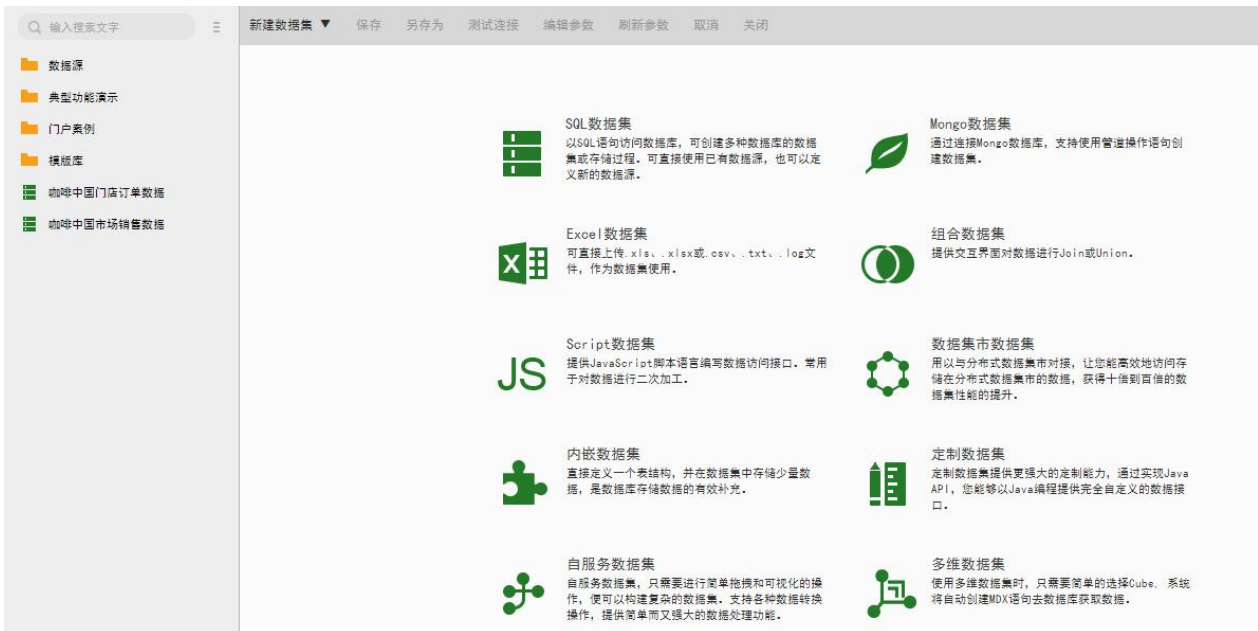 输入搜索文字
新建数据集 ▼ 保存 另存为 测试连接 编辑参数 刷新参数 取消 关闭
数据源
典型功能演示
门户案例
模版库
咖啡中国门店订单数据
咖啡中国市场销售数据
SQL数据集
以SQL语句访问数据库，可创建多种数据库的数据
集或存储过程．可直接使用已有数据源，也可以定
义新的数据源．
Mongo数据集
通过连接Mongo数据库，支持使用管道操作语句创
建数据集．
Excel数据集
可直接上传.xls、.xlsx或.csv、.txt、.log文
件，作为数据集使用．
组合数据集
提供交互界面对数据进行Join或Union．
JS
Script数据集
提供JavaScript脚本语言编写数据访问接口．常用
于对数据进行二次加工．
数据集市数据集
用以与分布式数据集市对接，让您能高效地访问存
储在分布式数据集市的数据，获得十倍到百倍的数
据集性能的提升．
内嵌数据集
直接定义一个表结构，并在数据集中存储少量数
据，是数据库存储数据的有效补充．
定制数据集
定制数据集提供更强大的定制能力，通过实现Java
API，您能够以Java编程提供完全自定义的数据接
口．
自服务数据集
自服务数据集，只需要进行简单拖拽和可视化的操
作，便可以构建复杂的数据集．支持各种数据转换
操作，提供简单而又强大的数据处理功能．
多维数据集
使用多维数据集时，只需要简单的选择Cube，系统
将自动创建MDX语句去数据库获取数据．